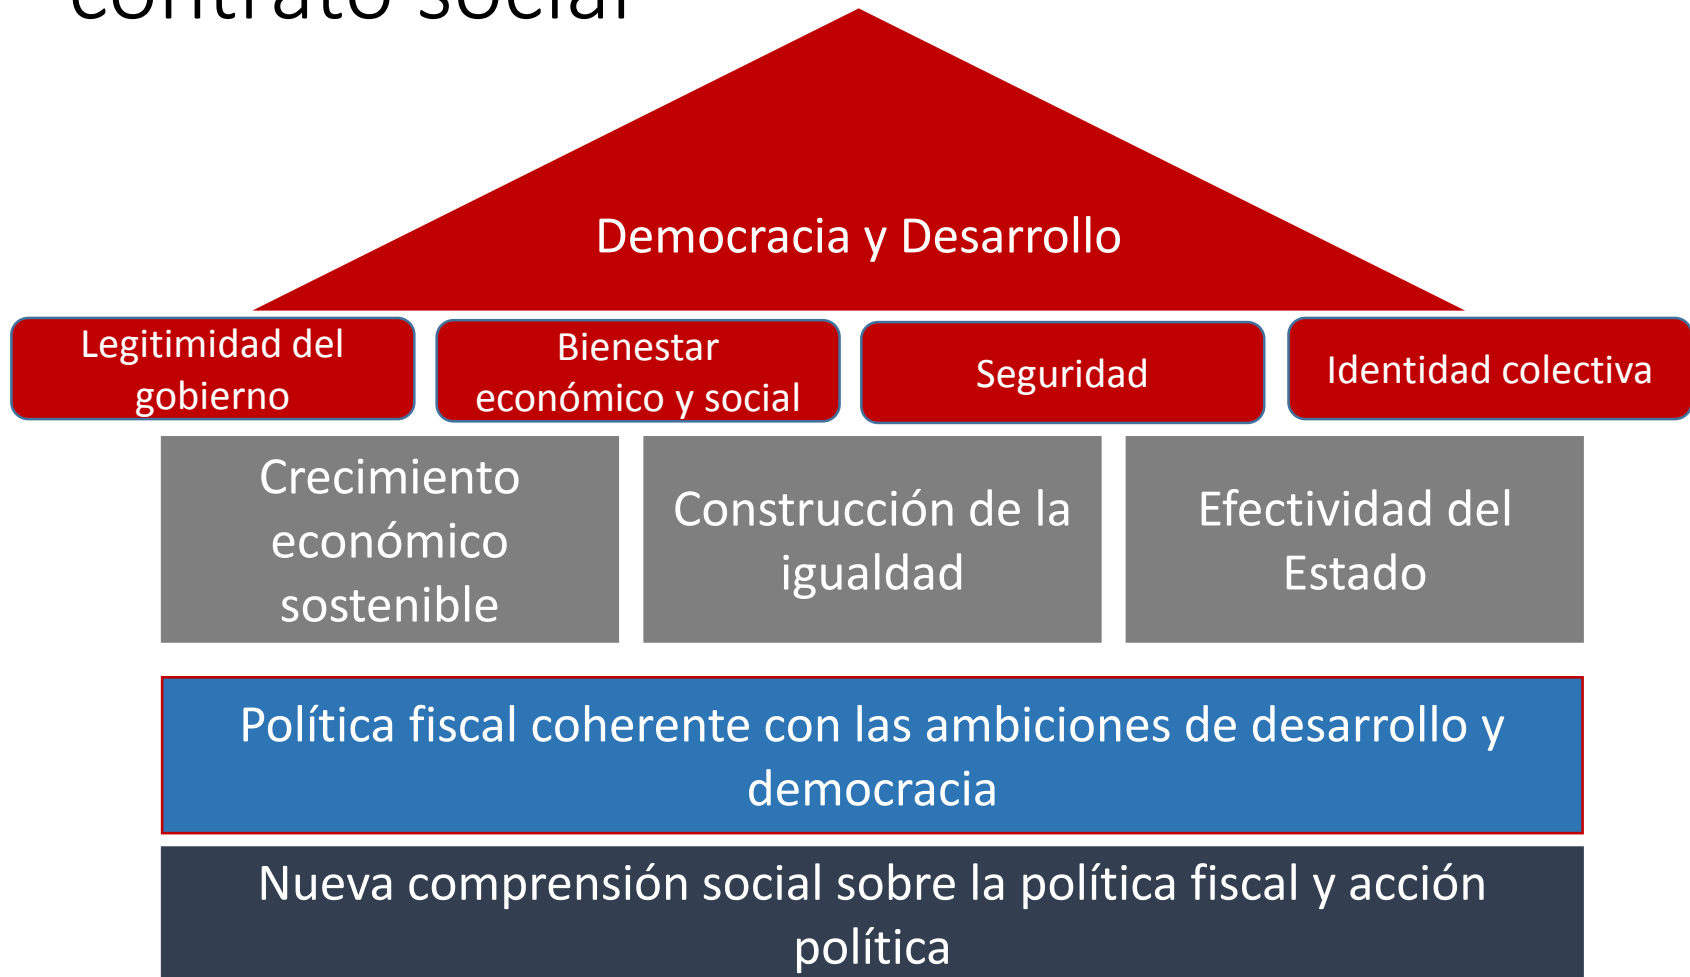 contrato social
Democracia y Desarrollo
Legitimidad del
gobierno
Bienestar
económico y social
Seguridad
Identidad colectiva
Crecimiento
económico
sostenible
Construcción de la
igualdad
Efectividad del
Estado
Política fiscal coherente con las ambiciones de desarrollo y
democracia
Nueva comprensión social sobre la política fiscal y acción
política